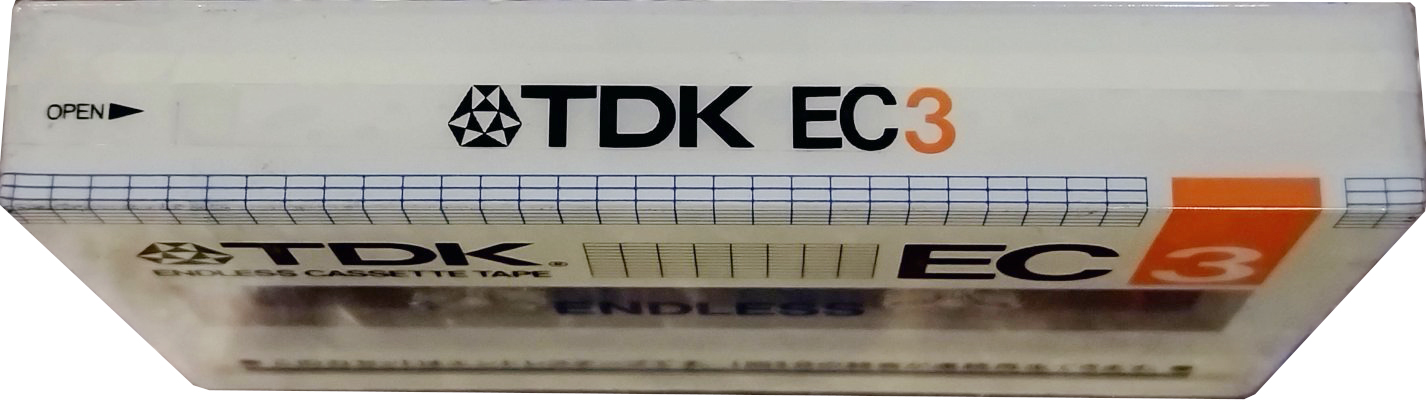 OPEN
TDK EC3
TDK® EC 3
ENDLESS CASSETTE TAPE
ENDLESS